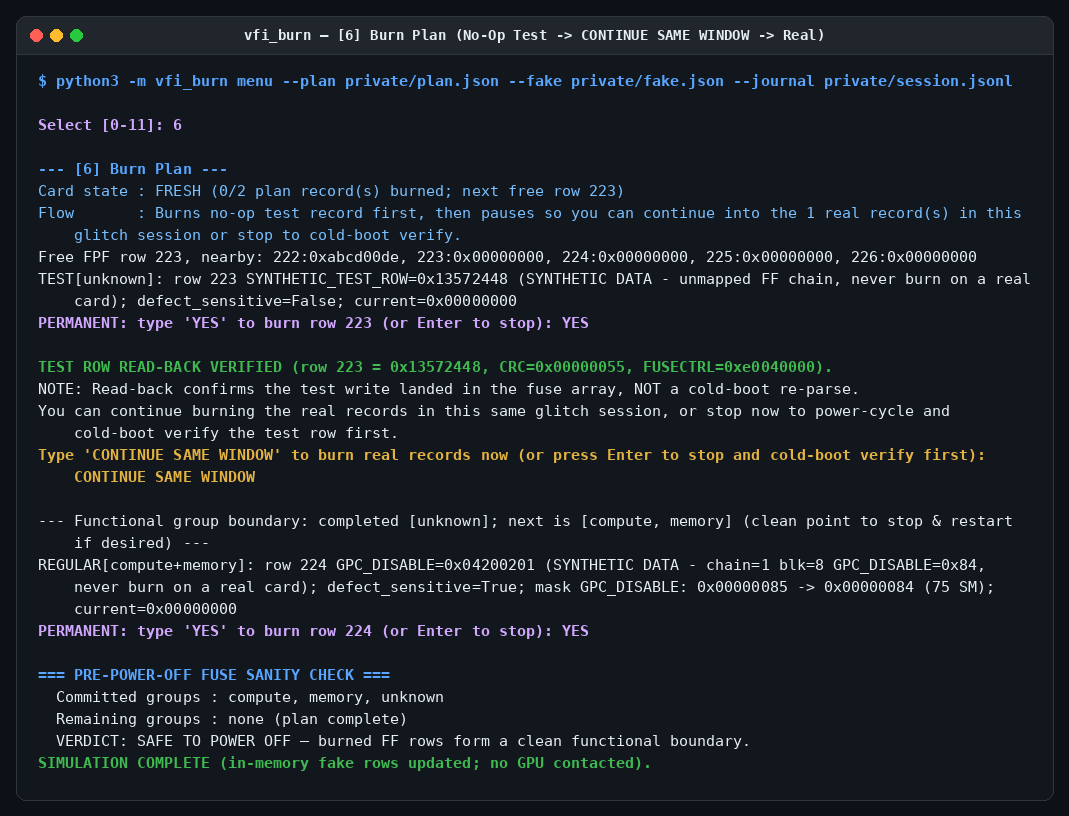 vfi_burn — [6] Burn Plan (No-Op Test -> CONTINUE SAME WINDOW -> Real)
$ python3 -m vfi_burn menu --plan private/plan.json --fake private/fake.json --journal private/session.jsonl
Select [0-11]: 6
--- [6] Burn Plan ---
Card state : FRESH (0/2 plan record(s) burned; next free row 223)
Flow       : Burns no-op test record first, then pauses so you can continue into the 1 real record(s) in this
glitch session or stop to cold-boot verify.
Free FPF row 223, nearby: 222:0xabcd00de, 223:0x00000000, 224:0x00000000, 225:0x00000000, 226:0x00000000
TEST[unknown]: row 223 SYNTHETIC_TEST_ROW=0x13572448 (SYNTHETIC DATA - unmapped FF chain, never burn on a real
card); defect_sensitive=False; current=0x00000000
PERMANENT: type 'YES' to burn row 223 (or Enter to stop): YES
TEST ROW READ-BACK VERIFIED (row 223 = 0x13572448, CRC=0x00000055, FUSECTRL=0xe0040000).
NOTE: Read-back confirms the test write landed in the fuse array, NOT a cold-boot re-parse.
You can continue burning the real records in this same glitch session, or stop now to power-cycle and
cold-boot verify the test row first.
Type 'CONTINUE SAME WINDOW' to burn real records now (or press Enter to stop and cold-boot verify first):
CONTINUE SAME WINDOW
--- Functional group boundary: completed [unknown]; next is [compute, memory] (clean point to stop & restart
if desired) ---
REGULAR[compute+memory]: row 224 GPC_DISABLE=0x04200201 (SYNTHETIC DATA - chain=1 blk=8 GPC_DISABLE=0x84,
never burn on a real card); defect_sensitive=True; mask GPC_DISABLE: 0x00000085 -> 0x00000084 (75 SM);
current=0x00000000
PERMANENT: type 'YES' to burn row 224 (or Enter to stop): YES
=== PRE-POWER-OFF FUSE SANITY CHECK ===
Committed groups : compute, memory, unknown
Remaining groups : none (plan complete)
VERDICT: SAFE TO POWER OFF — burned FF rows form a clean functional boundary.
SIMULATION COMPLETE (in-memory fake rows updated; no GPU contacted).